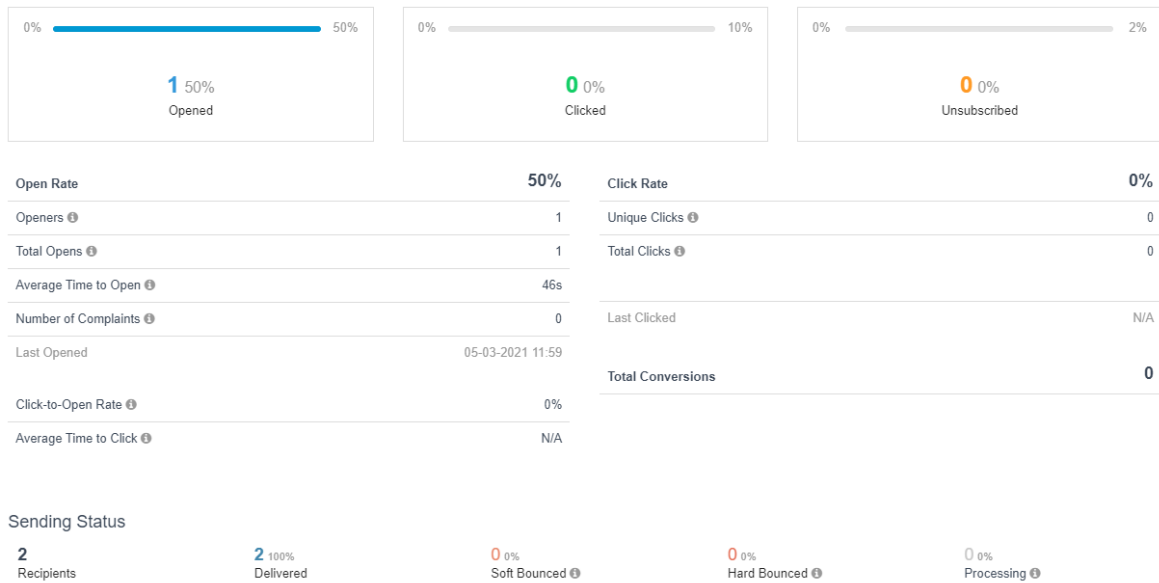 0% 50% 0% 10% 0% 2%
1 50% 0 0% 0 0%
Opened Clicked Unsubscribed
Open Rate 50% Click Rate 0%
Openers 1 Unique Clicks 0
Total Opens 1 Total Clicks 0
Average Time to Open 46s
Number of Complaints 0 Last Clicked N/A
Last Opened 05-03-2021 11:59
Total Conversions 0
Click-to-Open Rate 0%
Average Time to Click N/A
Sending Status
2 2 100% 0 0% 0 0% 0 0%
Recipients Delivered Soft Bounced Hard Bounced Processing